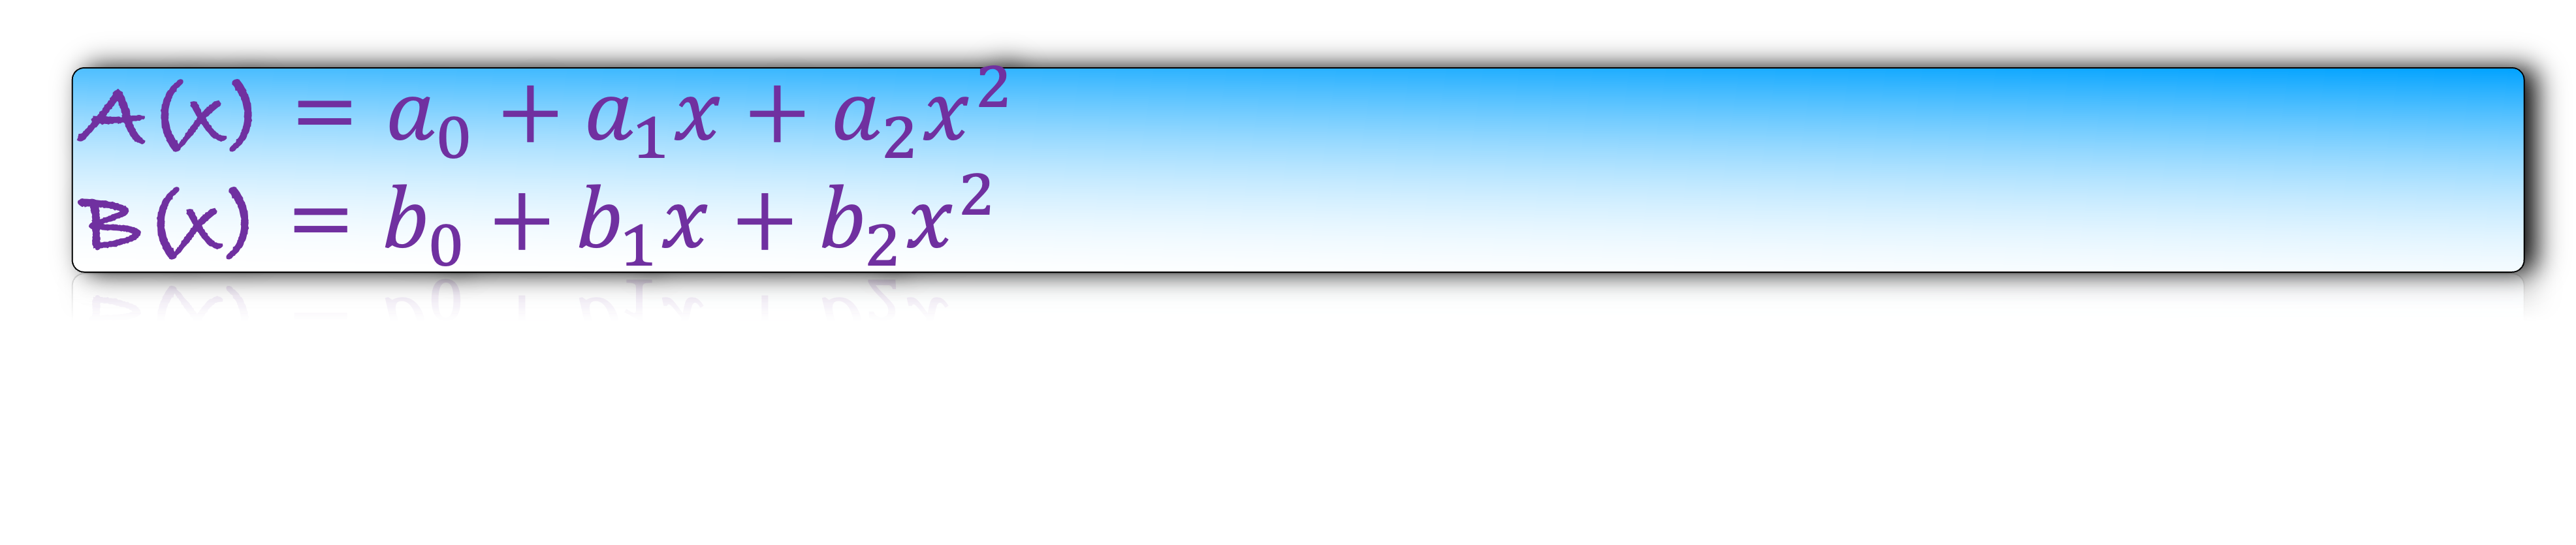 A(x) = a₀ + a₁x + a₂x²
B(x) = b₀ + b₁x + b₂x²